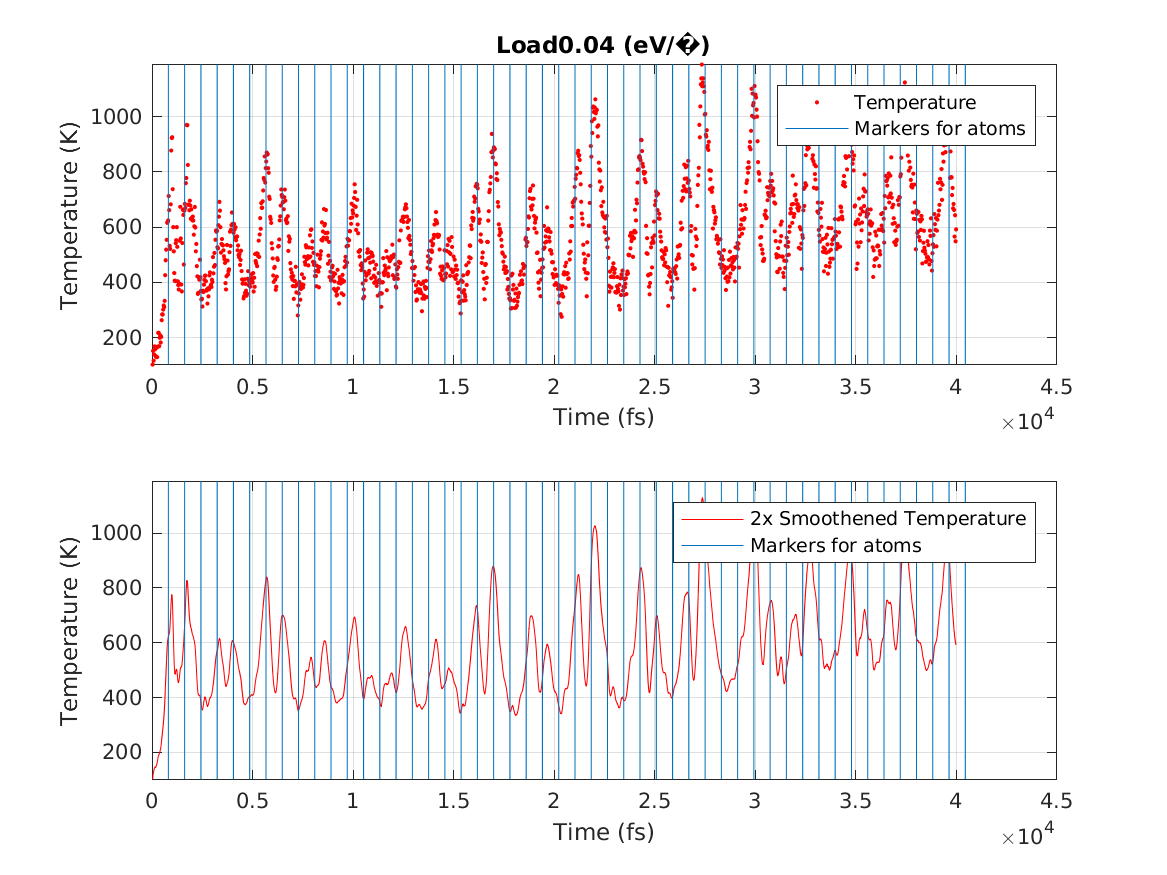 Load0.04 (eV/�)
Temperature (K)
1000
800
600
400
200
Temperature
Markers for atoms
0 0.5 1 1.5 2 2.5 3 3.5 4 4.5
Time (fs)
×10^4
Temperature (K)
1000
800
600
400
200
2x Smoothened Temperature
Markers for atoms
0 0.5 1 1.5 2 2.5 3 3.5 4 4.5
Time (fs)
×10^4